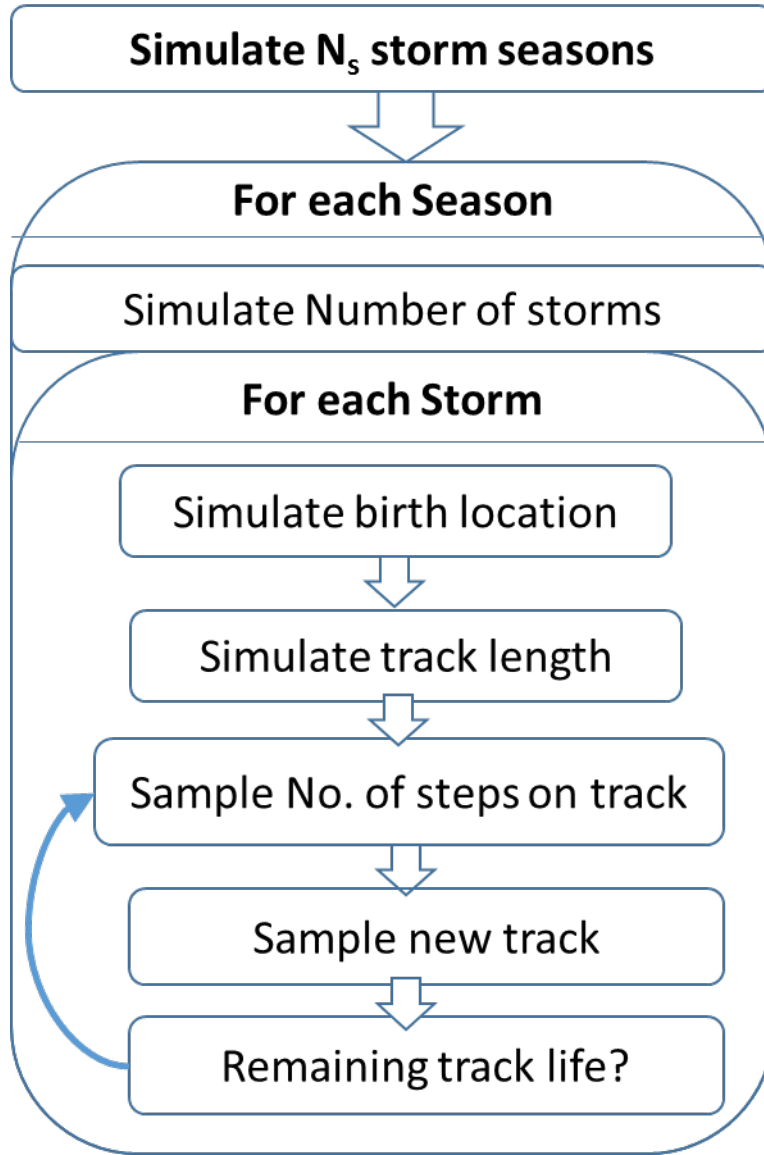 Simulate Nₛ storm seasons
For each Season
Simulate Number of storms
For each Storm
Simulate birth location
Simulate track length
Sample No. of steps on track
Sample new track
Remaining track life?